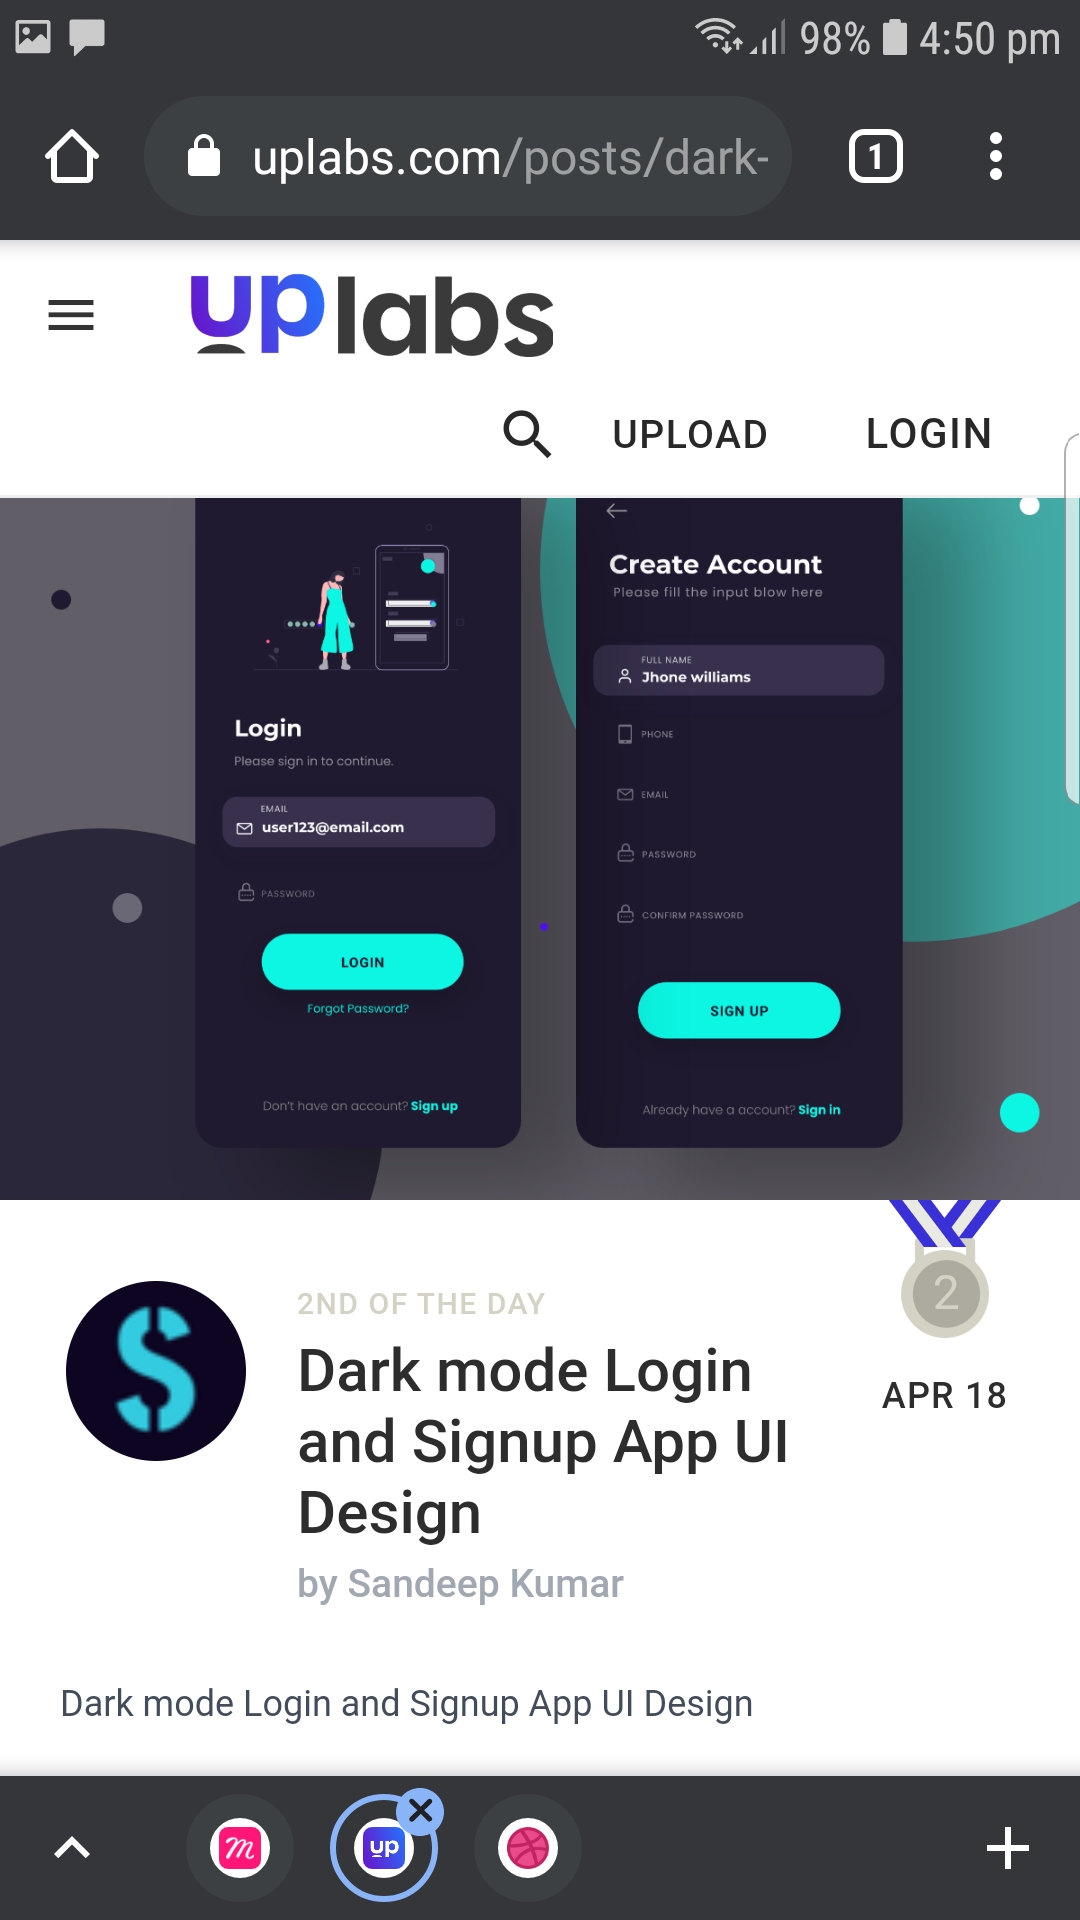 98% 4:50 pm
uplabs.com/posts/dark-
1
uplabs
UPLOAD LOGIN
Login
Please sign in to continue.
EMAIL
user123@email.com
PASSWORD
LOGIN
Forgot Password?
Don't have an account? Sign up
Create Account
Please fill the input blow here
FULL NAME
Jhone williams
PHONE
EMAIL
PASSWORD
CONFIRM PASSWORD
SIGN UP
Already have a account? Sign in
2
APR 18
2ND OF THE DAY
Dark mode Login
and Signup App UI
Design
by Sandeep Kumar
Dark mode Login and Signup App UI Design
m
up